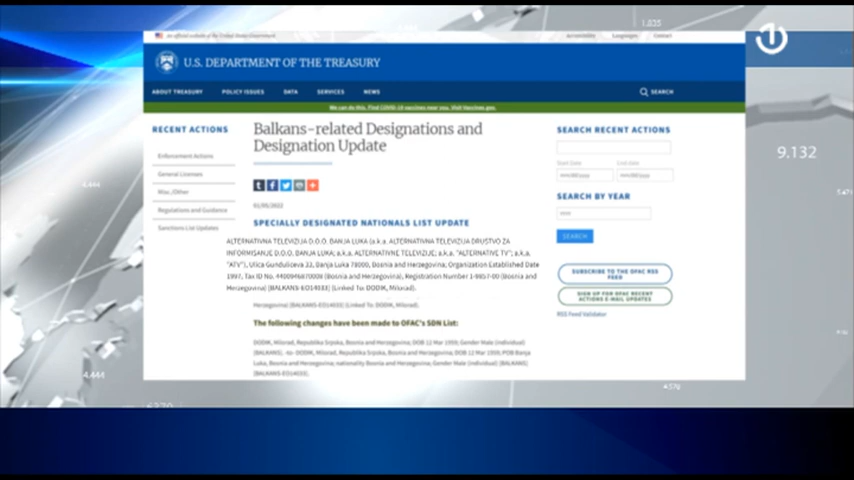 1.835
An official website of the United States Government
Accessibility Languages Contact
U.S. DEPARTMENT OF THE TREASURY
ABOUT TREASURY POLICY ISSUES DATA SERVICES NEWS SEARCH
We can do this. Find COVID-19 vaccines near you. Visit Vaccines.gov.
RECENT ACTIONS
Enforcement Actions
General Licenses
Misc./Other
Regulations and Guidance
Sanctions List Updates
Balkans-related Designations and
Designation Update
01/05/2022
SPECIALLY DESIGNATED NATIONALS LIST UPDATE
ALTERNATIVNA TELEVIZIJA D.O.O. BANJA LUKA (a.k.a. ALTERNATIVNA TELEVIZIJA DRUSTVO ZA
INFORMISANJE D.O.O. BANJA LUKA; a.k.a. ALTERNATIVNE TELEVIZIJE; a.k.a. "ALTERNATIVE TV"; a.k.a.
"ATV"), Ulica Gunduliceva 33, Banja Luka 78000, Bosnia and Herzegovina; Organization Established Date
1997; Tax ID No. (Bosnia and Herzegovina); Registration Number 1-9857-00 (Bosnia and
Herzegovina) [BALKANS-EO14033] (Linked To: DODIK, Milorad).
Herzegovina) [BALKANS-EO14033] (Linked To: DODIK, Milorad).
The following changes have been made to OFAC's SDN List:
DODIK, Milorad, Republika Srpska, Bosnia and Herzegovina; DOB 12 Mar 1959; Gender Male (individual)
[BALKANS]. -to- DODIK, Milorad, Republika Srpska, Bosnia and Herzegovina; DOB 12 Mar 1959; POB Banja
Luka, Bosnia and Herzegovina; nationality Bosnia and Herzegovina; Gender Male (individual) [BALKANS]
[BALKANS-EO14033].
SEARCH RECENT ACTIONS
Start Date End date
SEARCH BY YEAR
SEARCH
SUBSCRIBE TO THE OFAC RSS
FEED
SIGN UP FOR OFAC RECENT
ACTIONS E-MAIL UPDATES
RSS Feed Validator
9.132
4.444
4.444